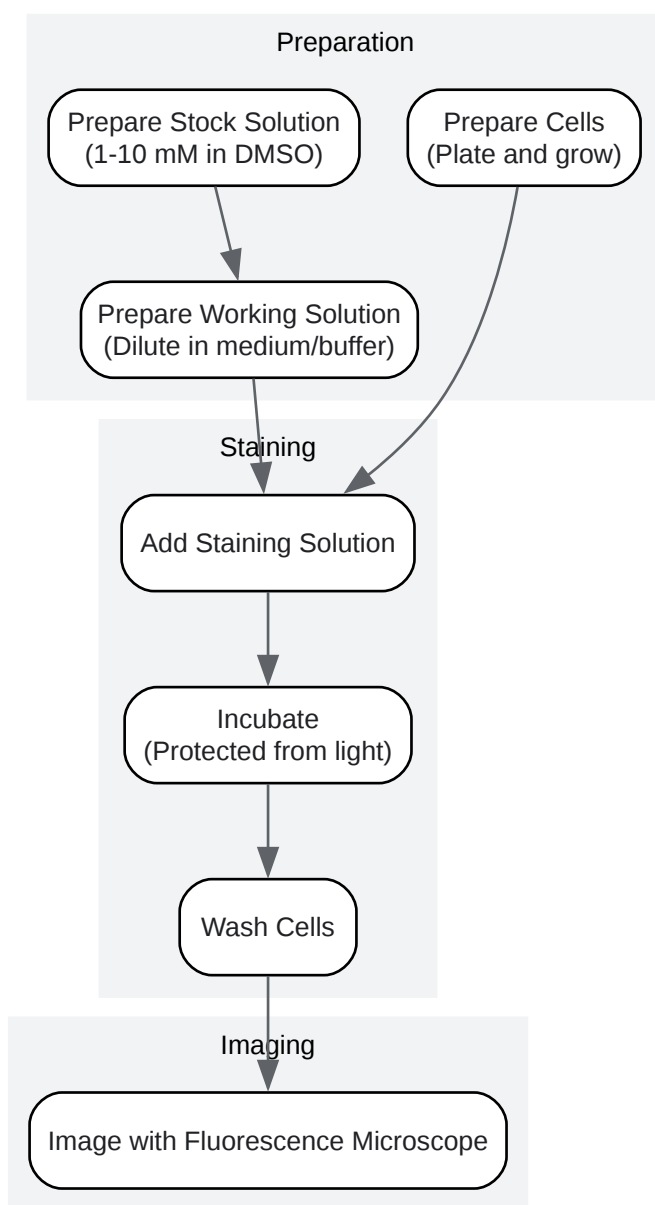 Preparation
Prepare Stock Solution
(1-10 mM in DMSO)
Prepare Cells
(Plate and grow)
Prepare Working Solution
(Dilute in medium/buffer)
Staining
Add Staining Solution
Incubate
(Protected from light)
Wash Cells
Imaging
Image with Fluorescence Microscope